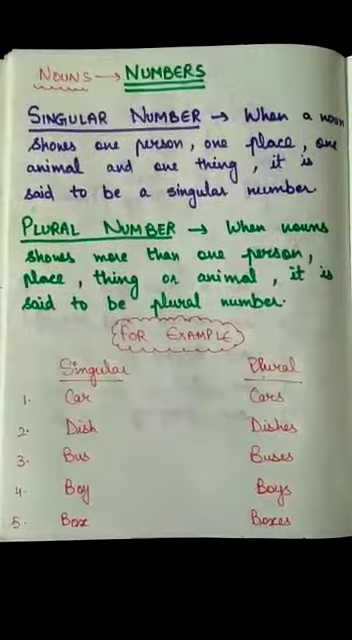 NOUNS → NUMBERS
SINGULAR NUMBER → When a noun
shows one person, one place, one
animal and one thing, it is
said to be a singular number.
PLURAL NUMBER → When nouns
shows more than one person,
place, thing or animal, it is
said to be plural number.
FOR EXAMPLE
Singular Plural
1. Car Cars
2. Dish Dishes
3. Bus Buses
4. Boy Boys
5. Box Boxes